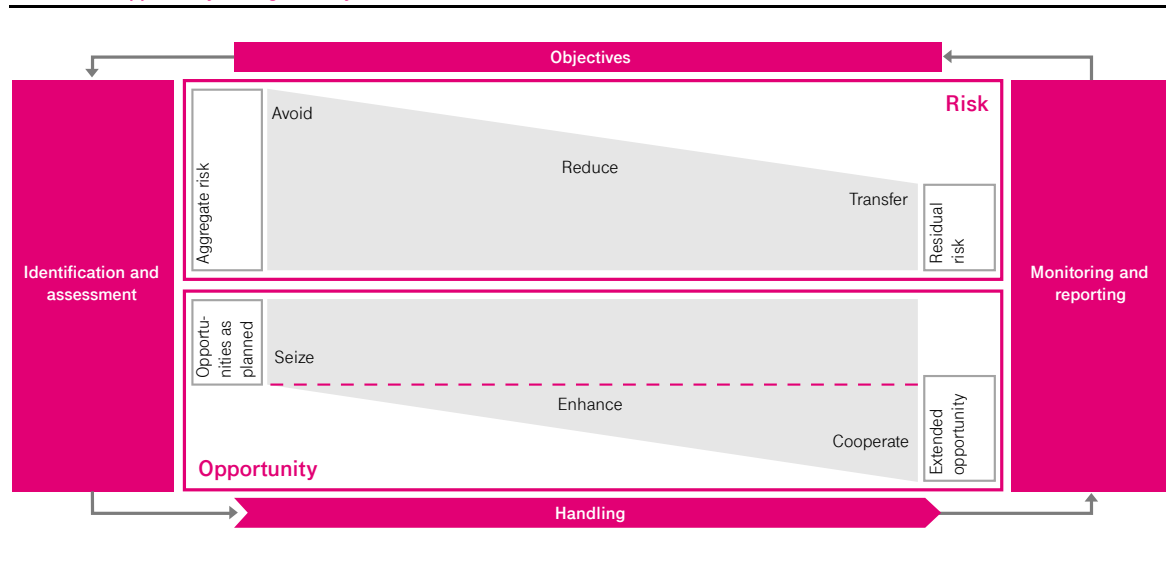 Objectives
Risk
Avoid
Reduce
Transfer
Aggregate risk
Residual
risk
Identification and
assessment
Monitoring and
reporting
Opportu-
nities as
planned
Seize
Enhance
Cooperate
Extended
opportunity
Opportunity
Handling